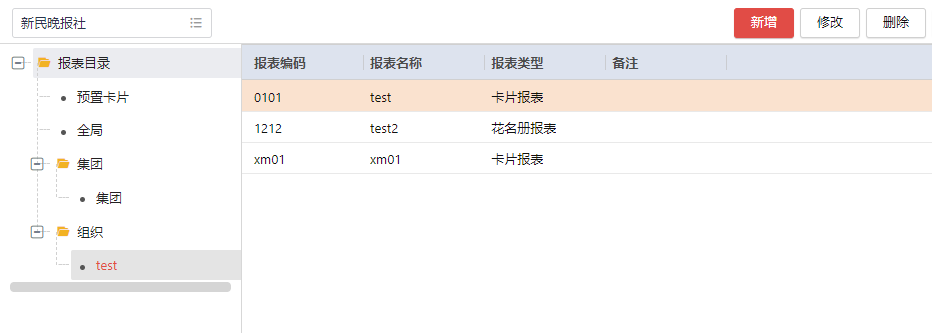 新民晚报社
新增 修改 删除
报表目录
预置卡片
全局
集团
集团
组织
test
报表编码 报表名称 报表类型 备注
0101 test 卡片报表
1212 test2 花名册报表
xm01 xm01 卡片报表